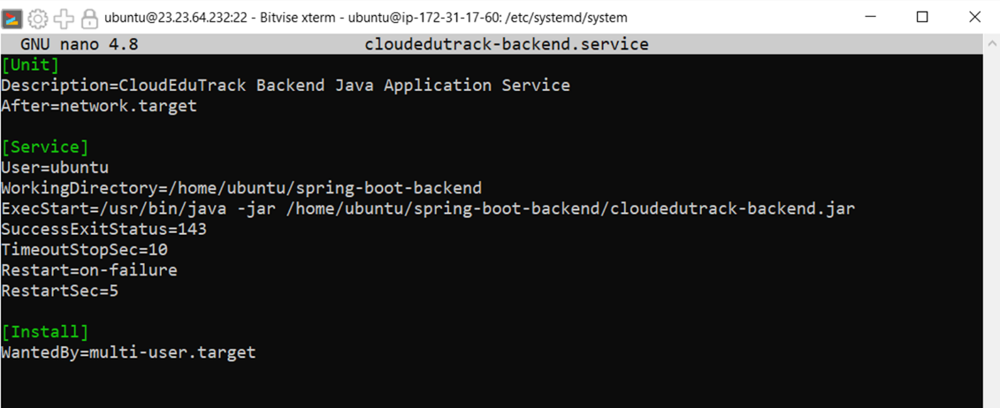 ubuntu@23.23.64.232:22 - Bitvise xterm - ubuntu@ip-172-31-17-60: /etc/systemd/system
GNU nano 4.8 cloudedutrack-backend.service
[Unit]
Description=CloudEduTrack Backend Java Application Service
After=network.target
[Service]
User=ubuntu
WorkingDirectory=/home/ubuntu/spring-boot-backend
ExecStart=/usr/bin/java -jar /home/ubuntu/spring-boot-backend/cloudedutrack-backend.jar
SuccessExitStatus=143
TimeoutStopSec=10
Restart=on-failure
RestartSec=5
[Install]
WantedBy=multi-user.target